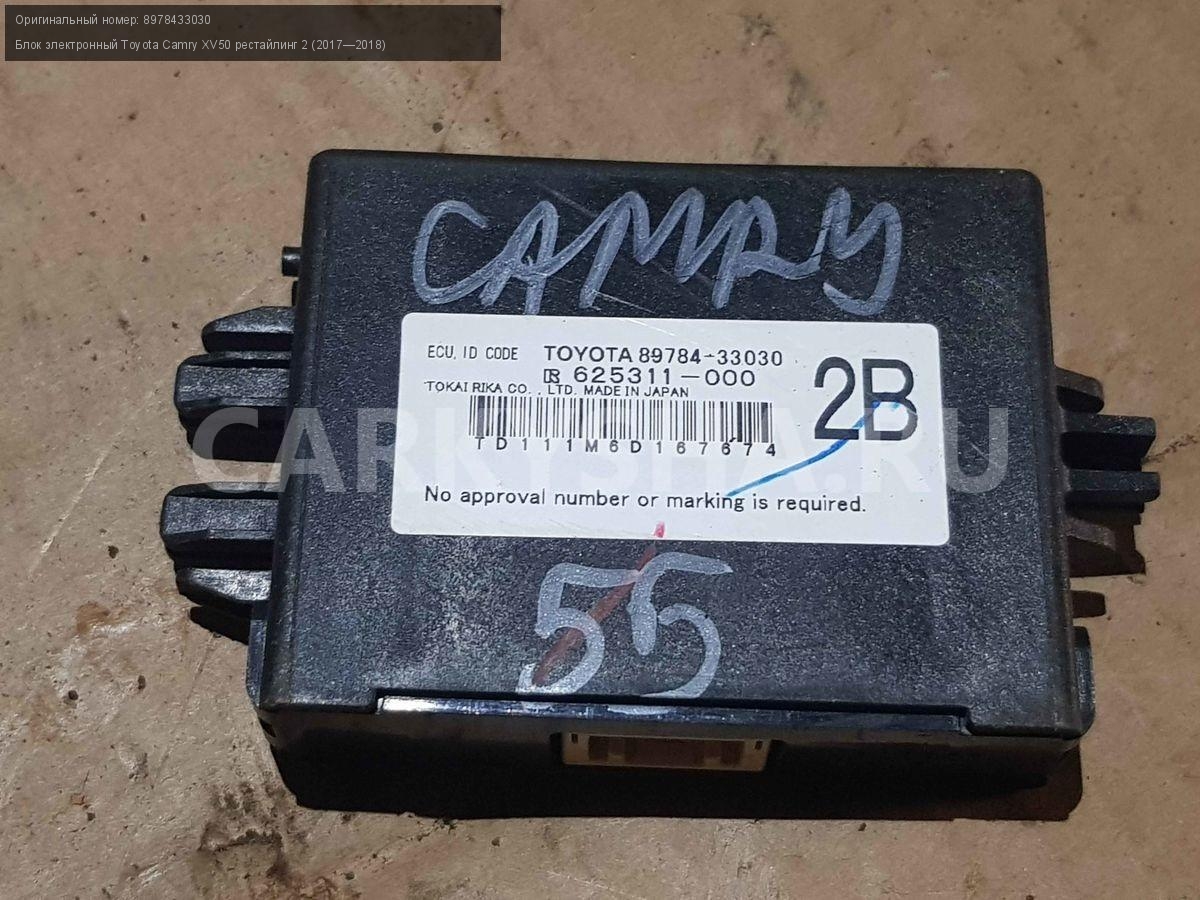 Оригинальный номер: 8978433030
Блок электронный Toyota Camry XV50 рестайлинг 2 (2017—2018)
CAMRY
ECU, ID CODE TOYOTA 89784-33030
R 625311-000
TOKAI RIKA CO., LTD. MADE IN JAPAN
2B
TD111M6D167674
CARKYSHA.RU
No approval number or marking is required.
55